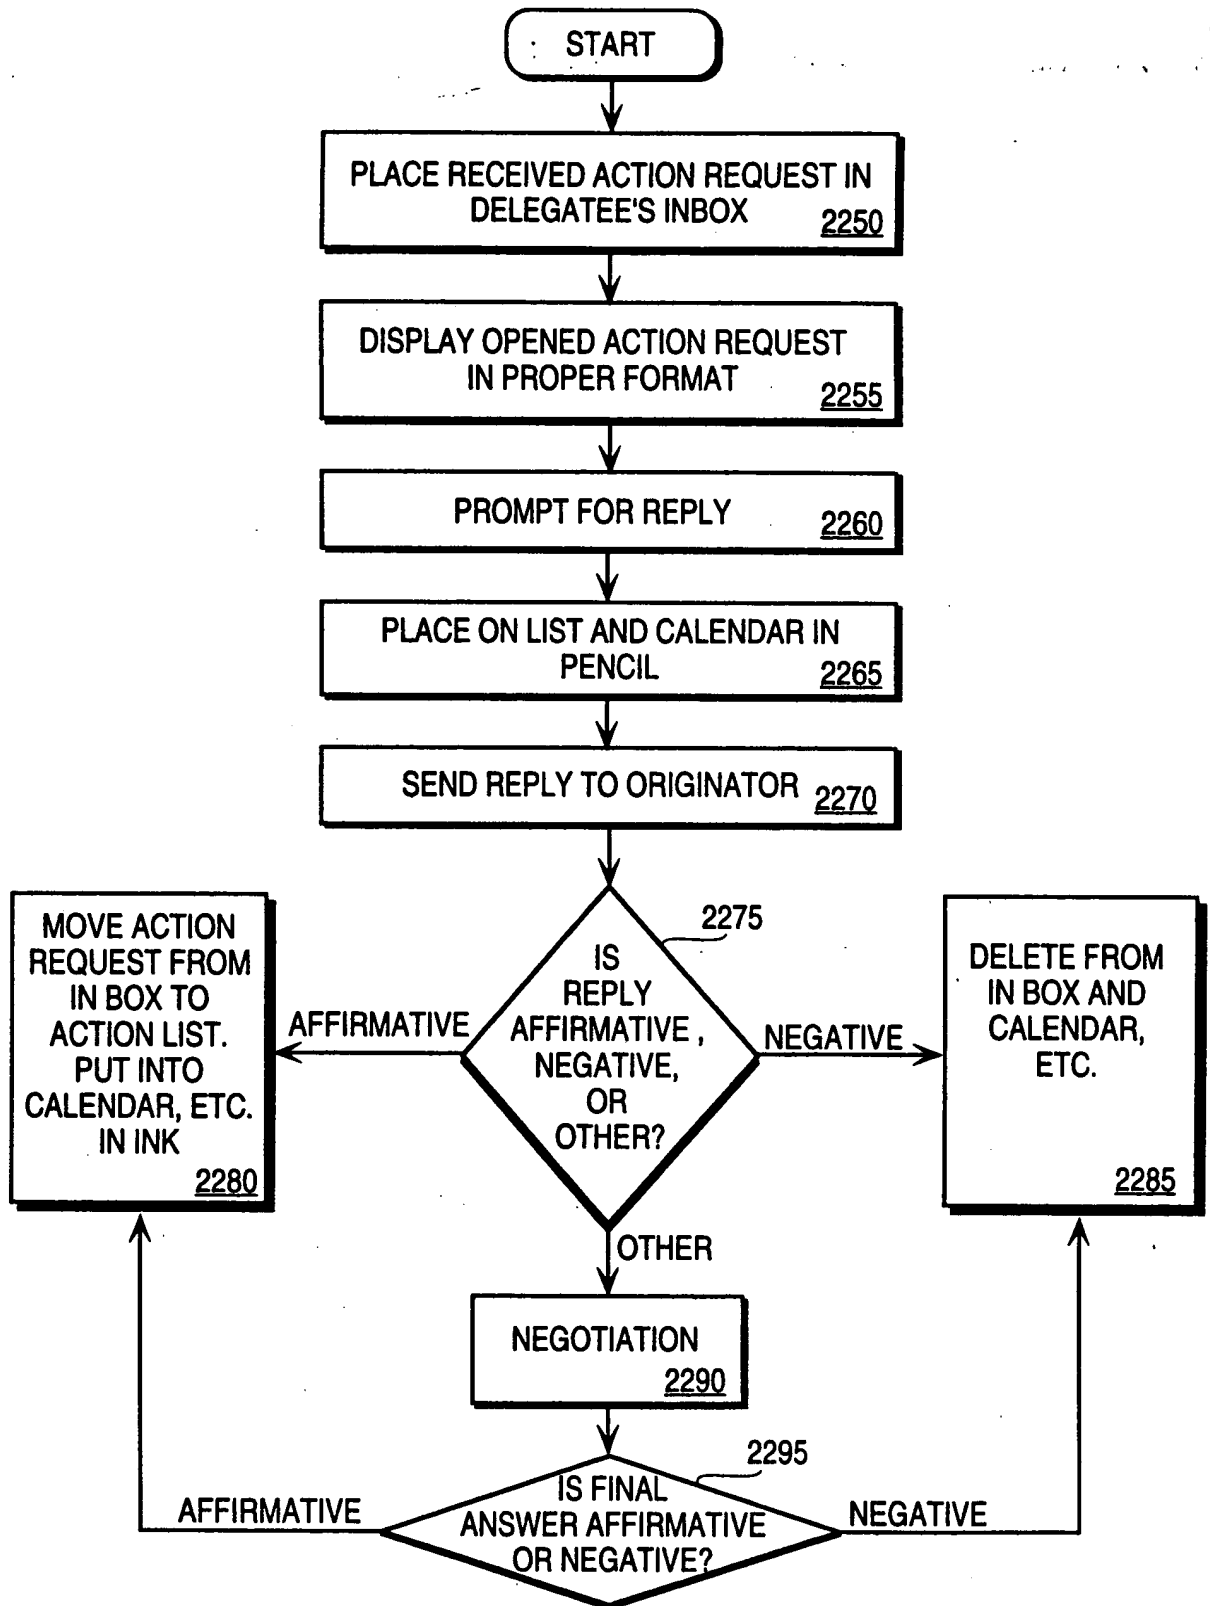 START
PLACE RECEIVED ACTION REQUEST IN
DELEGATEE'S INBOX
2250
DISPLAY OPENED ACTION REQUEST
IN PROPER FORMAT
2255
PROMPT FOR REPLY
2260
PLACE ON LIST AND CALENDAR IN
PENCIL
2265
SEND REPLY TO ORIGINATOR
2270
2275
IS
REPLY
AFFIRMATIVE,
NEGATIVE,
OR
OTHER?
AFFIRMATIVE
MOVE ACTION
REQUEST FROM
IN BOX TO
ACTION LIST.
PUT INTO
CALENDAR, ETC.
IN INK
2280
NEGATIVE
DELETE FROM
IN BOX AND
CALENDAR,
ETC.
2285
OTHER
NEGOTIATION
2290
2295
IS FINAL
ANSWER AFFIRMATIVE
OR NEGATIVE?
AFFIRMATIVE
NEGATIVE